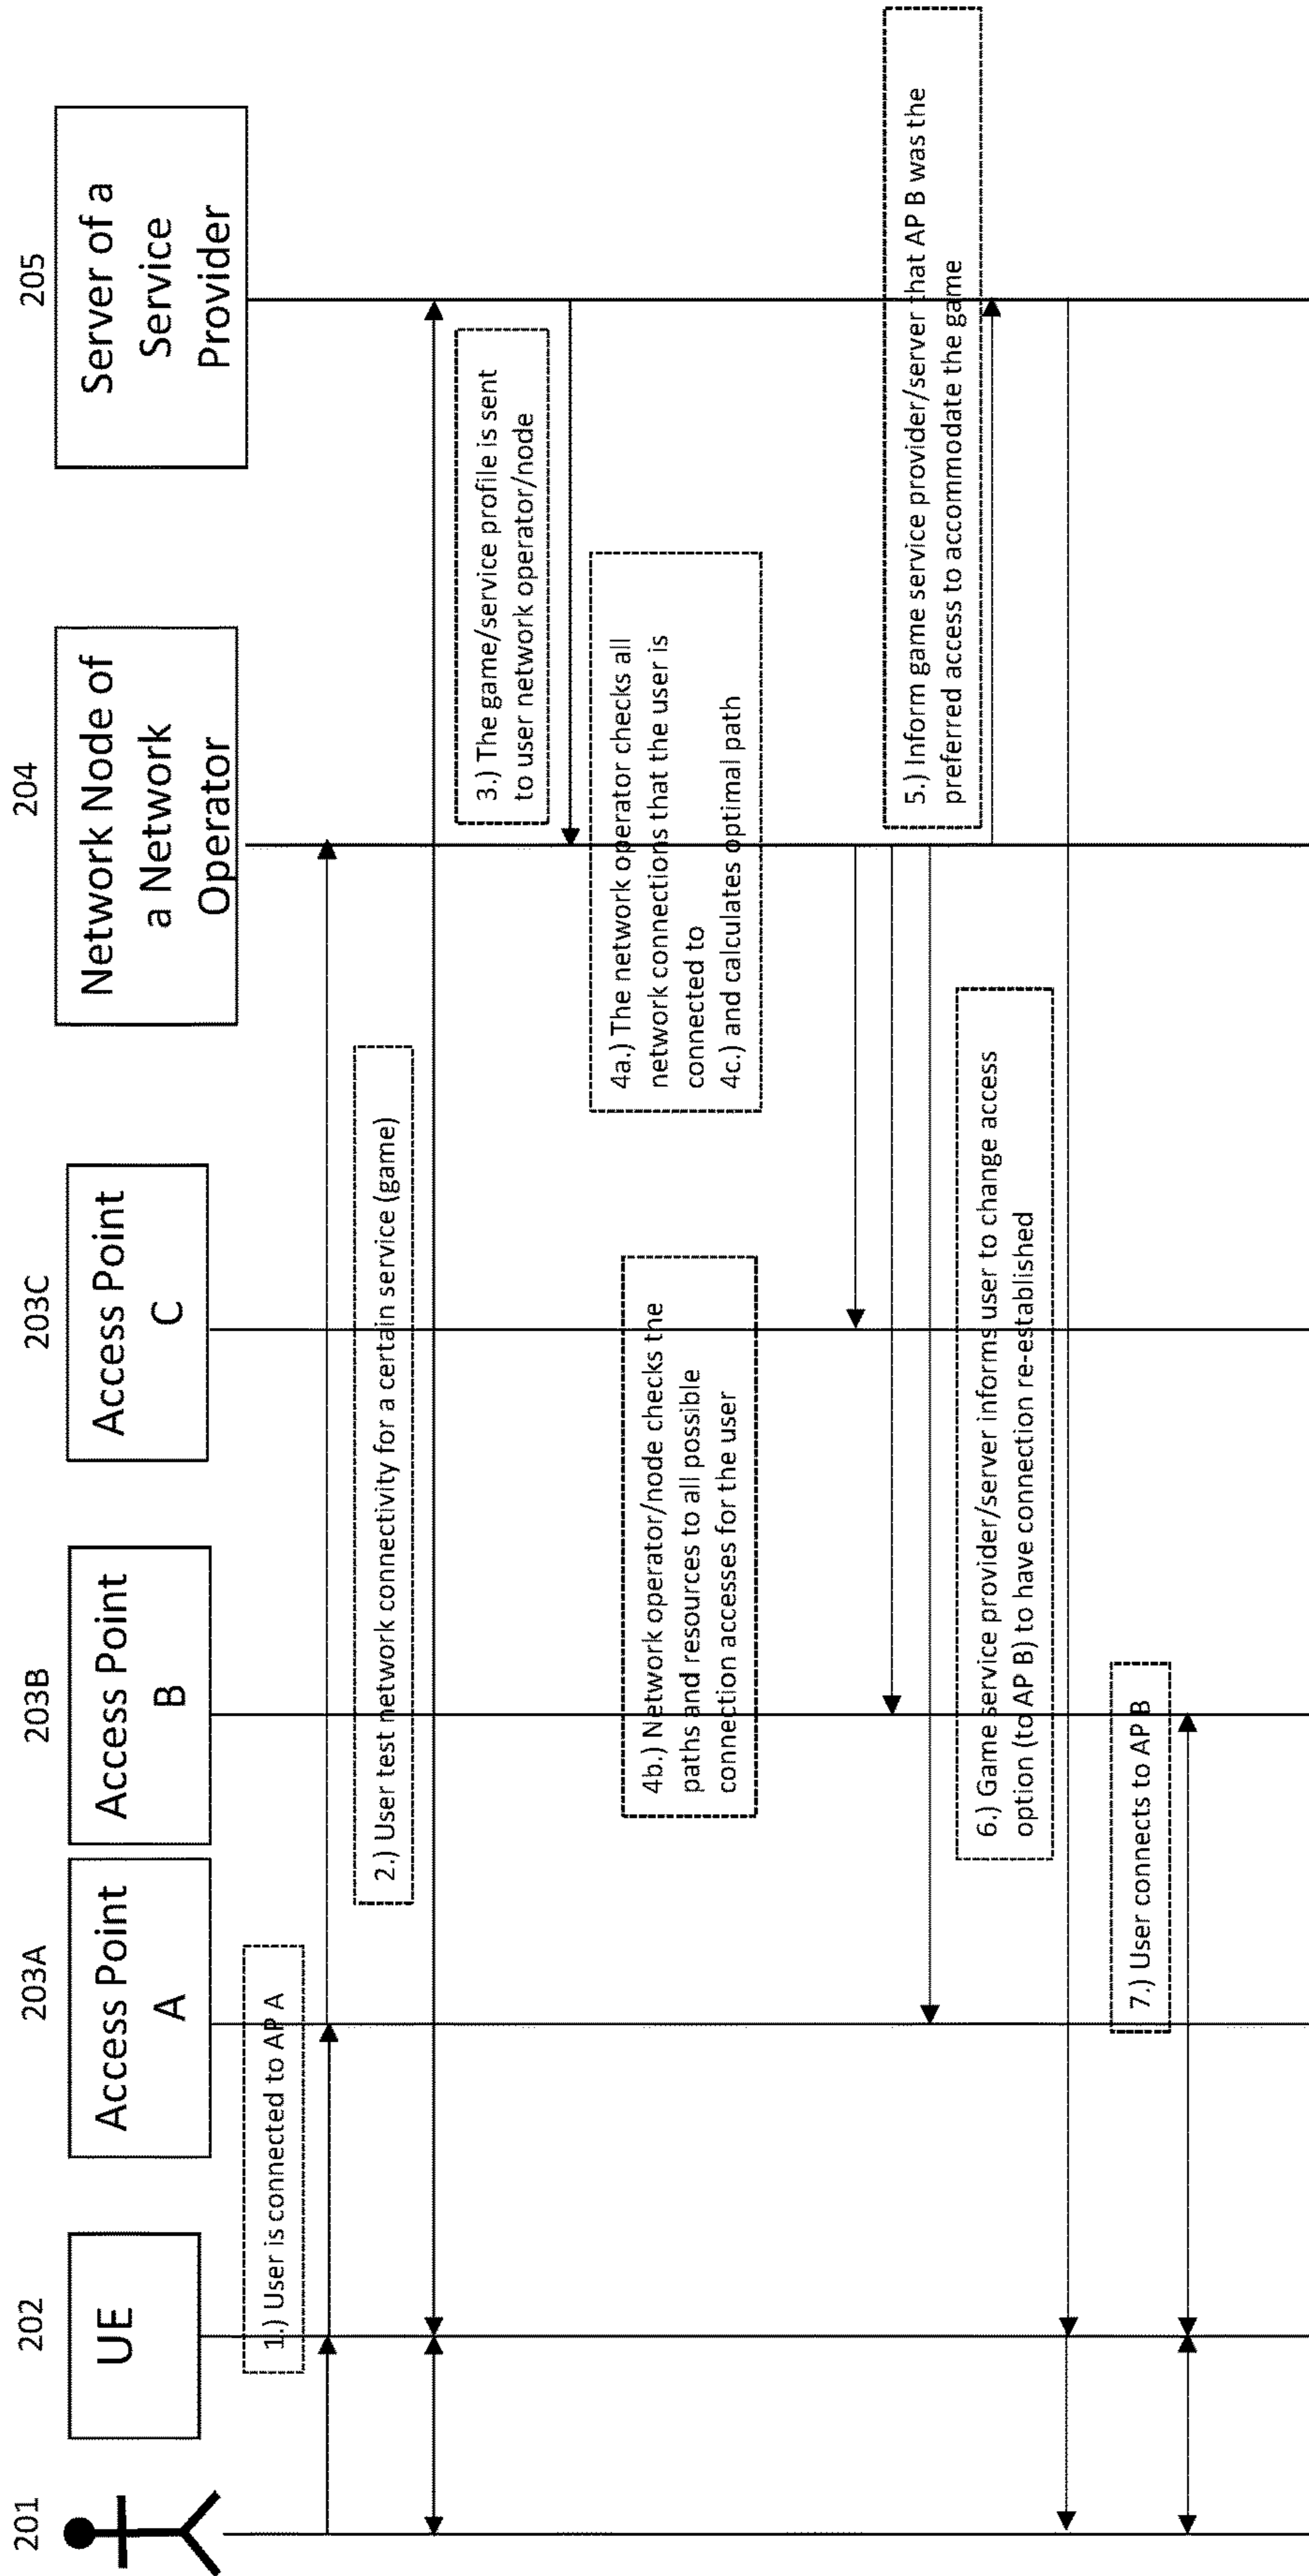 201
202
203A
203B
203C
204
205
UE
Access Point
A
Access Point
B
Access Point
C
Network Node of
a Network
Operator
Server of a
Service
Provider
1.) User is connected to AP A
2.) User test network connectivity for a certain service (game)
3.) The game/service profile is sent
to user network operator/node
4a.) The network operator checks all
network connections that the user is
connected to
4c.) and calculates optimal path
4b.) Network operator/node checks the
paths and resources to all possible
connection accesses for the user
5.) Inform game service provider/server that AP B was the
preferred access to accommodate the game
6.) Game service provider/server informs user to change access
option (to AP B) to have connection re-established
7.) User connects to AP B